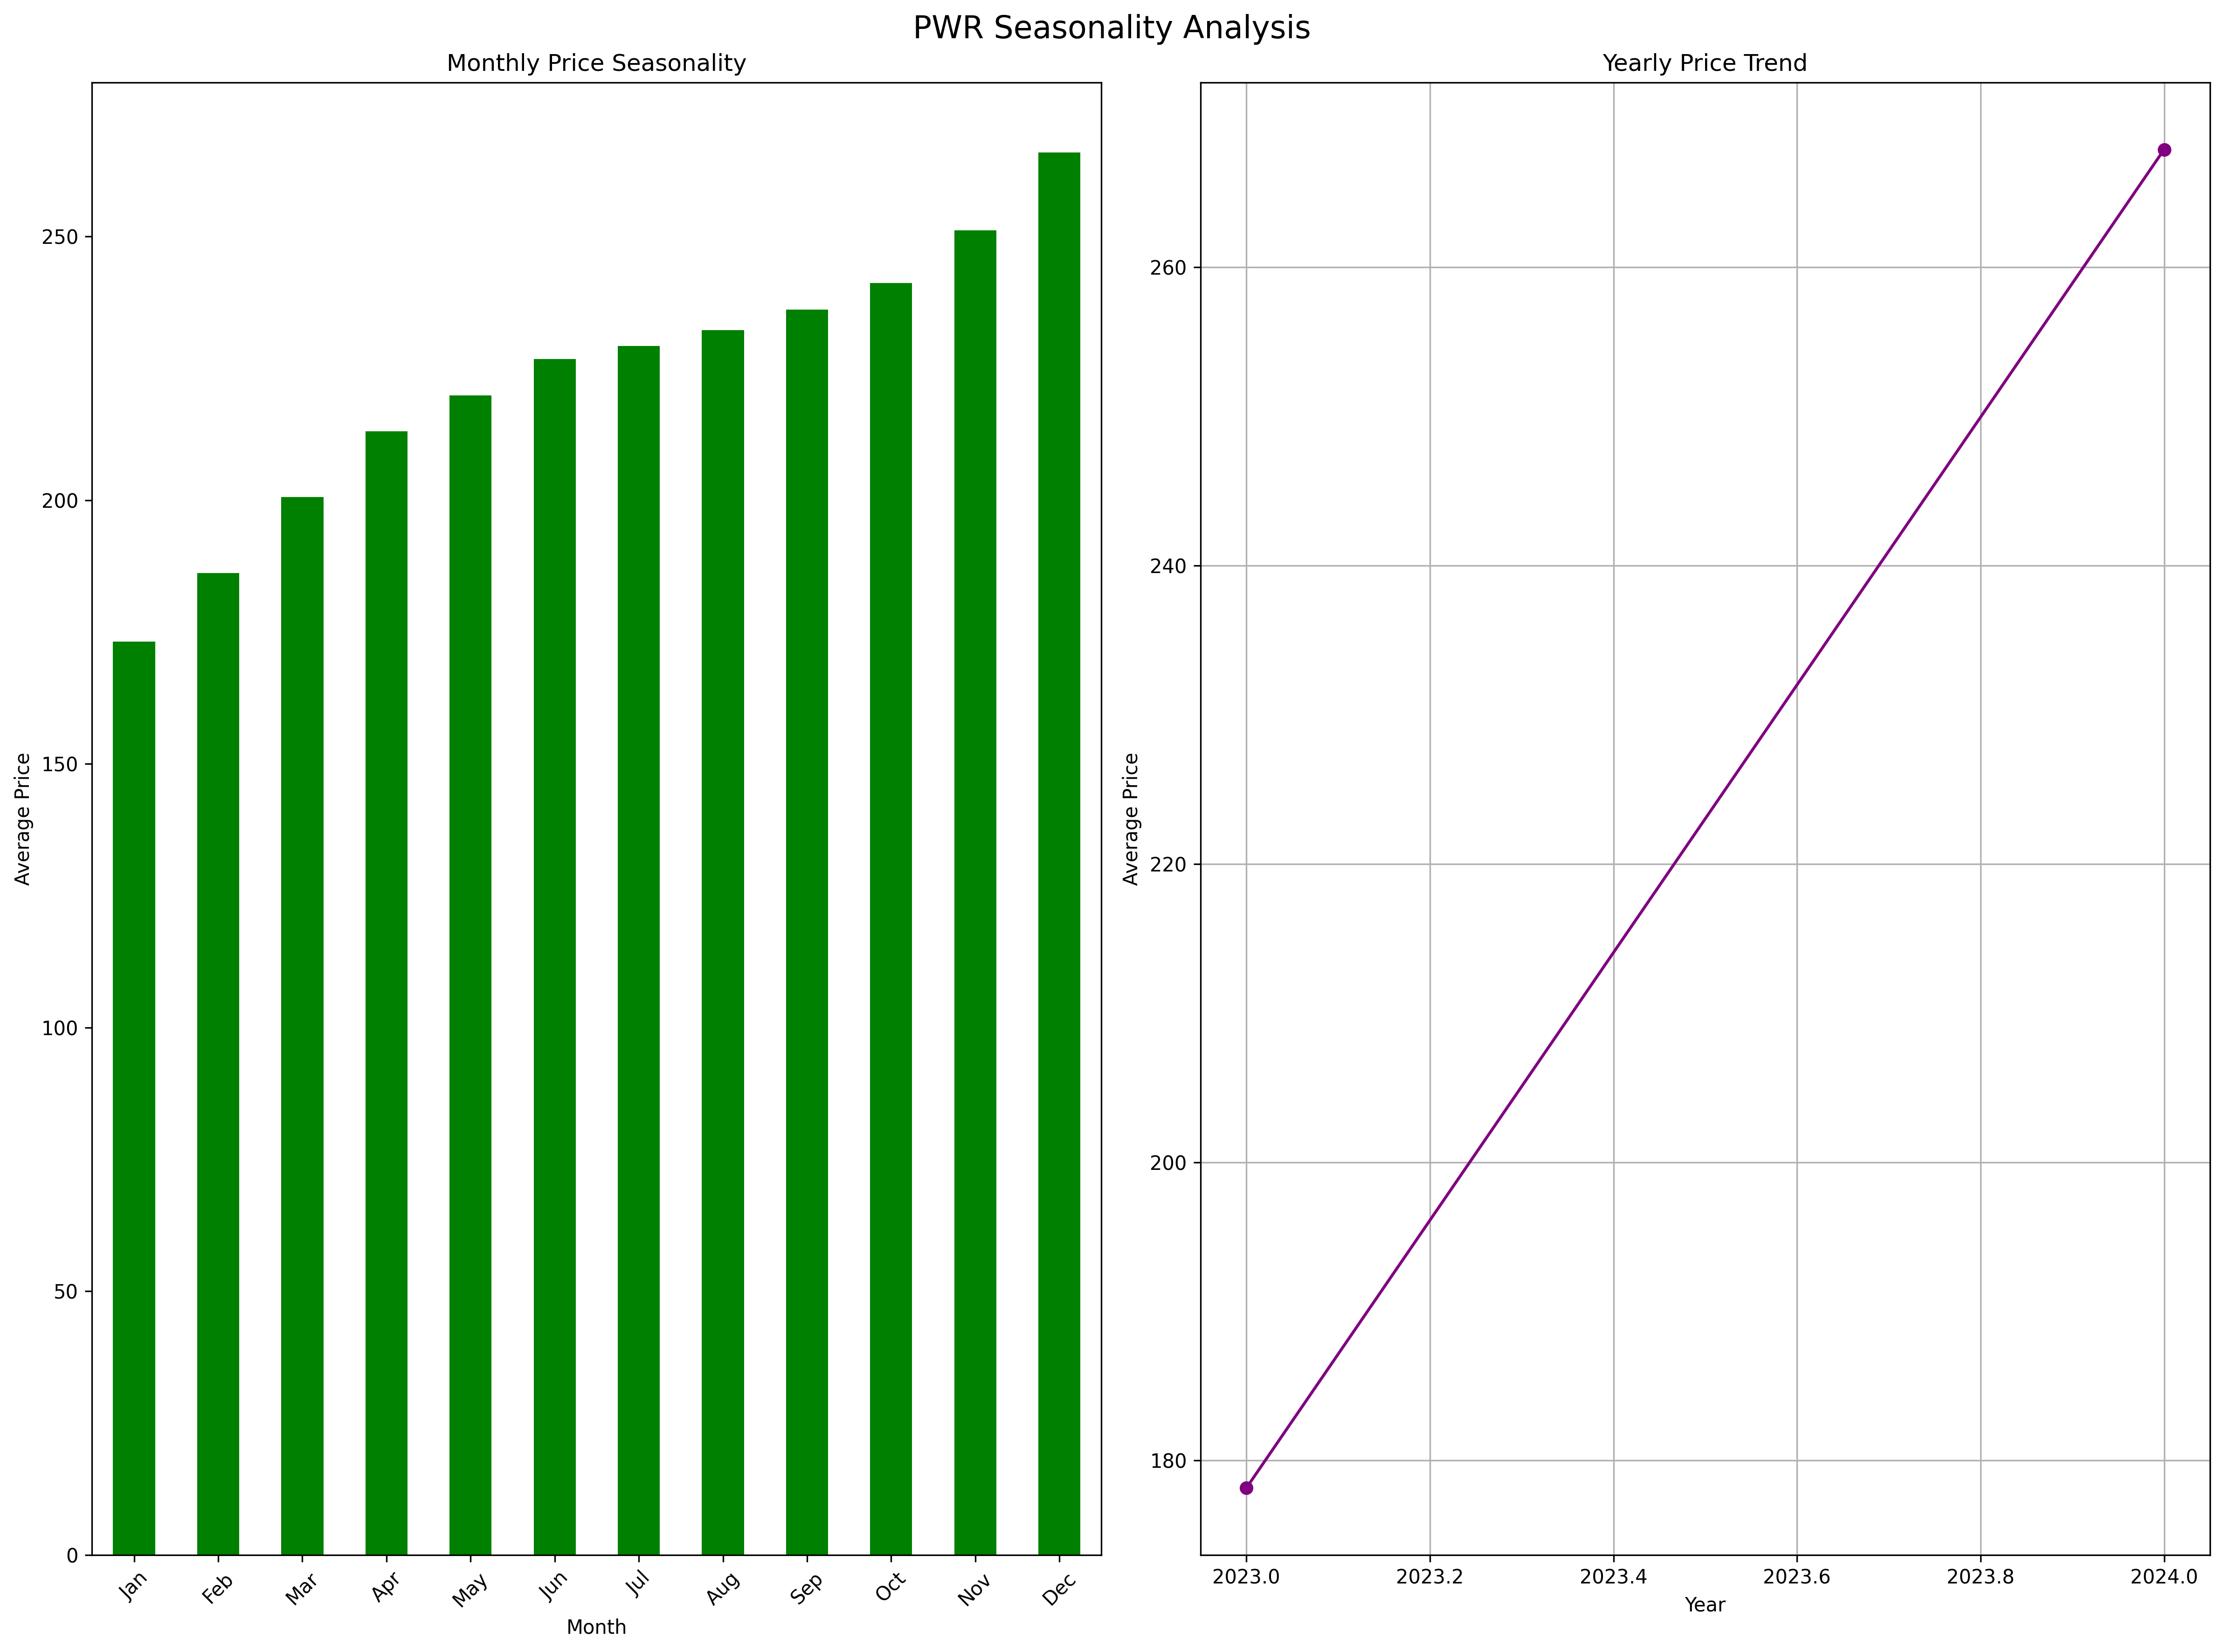 PWR Seasonality Analysis
Monthly Price Seasonality
Average Price
250
200
150
100
50
0
Jan Feb Mar Apr May Jun Jul Aug Sep Oct Nov Dec
Month
Yearly Price Trend
Average Price
260
240
220
200
180
2023.0 2023.2 2023.4 2023.6 2023.8 2024.0
Year